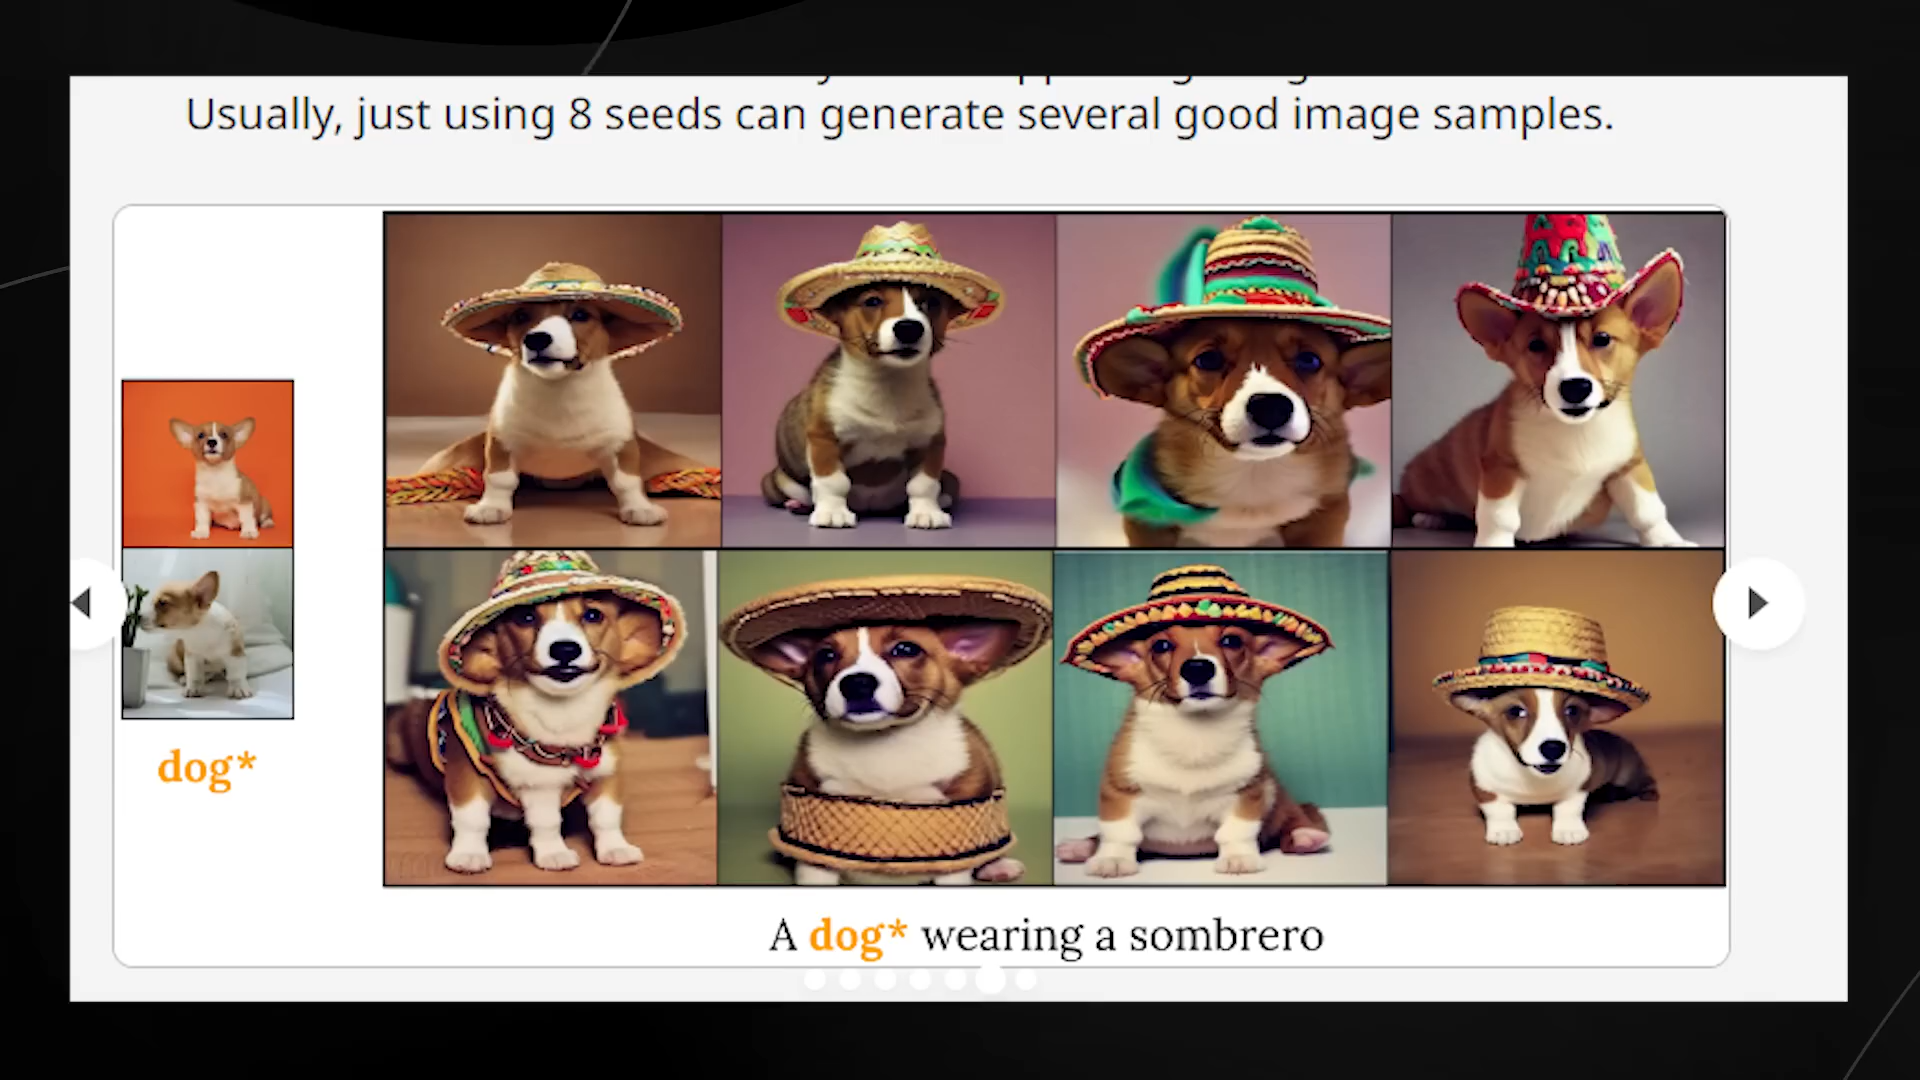 Usually, just using 8 seeds can generate several good image samples.
dog*
A dog* wearing a sombrero